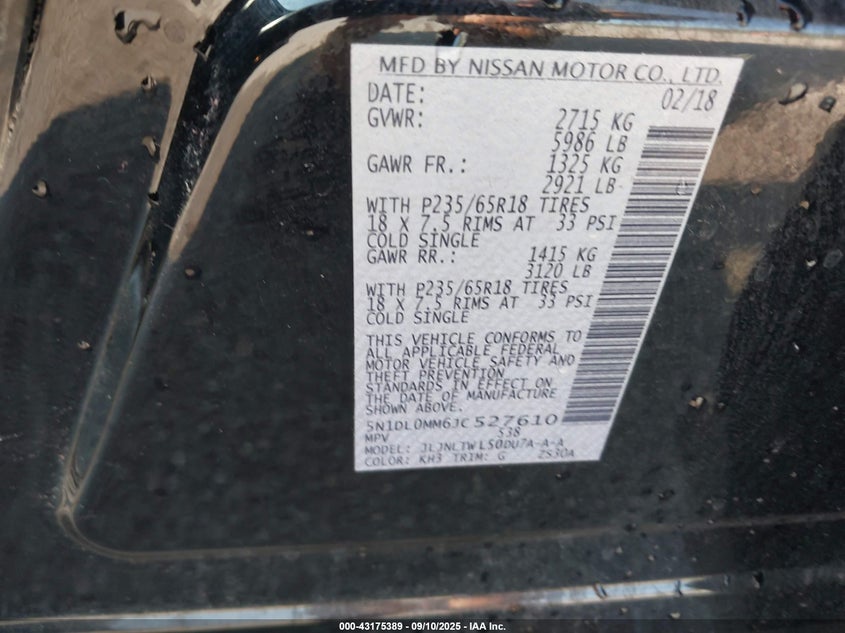 MFD BY NISSAN MOTOR CO., LTD.
DATE: 02/18
GVWR: 2715 KG
5986 LB
GAWR FR.: 1325 KG
2921 LB
WITH P235/65R18 TIRES
18 X 7.5 RIMS AT 33 PSI
COLD SINGLE
GAWR RR.: 1415 KG
3120 LB
WITH P235/65R18 TIRES
18 X 7.5 RIMS AT 33 PSI
COLD SINGLE
THIS VEHICLE CONFORMS TO
ALL APPLICABLE FEDERAL
MOTOR VEHICLE SAFETY AND
THEFT PREVENTION
STANDARDS IN EFFECT ON
THE DATE OF MANUFACTURE
SHOWN ABOVE.
5N1DL0MM6JC527610
MPV S38
MODEL: JLJNLTWL50DU7A-A-A
COLOR: KH3 TRIM: G ZS30A
000-43175389 - 09/10/2025 - IAA Inc.